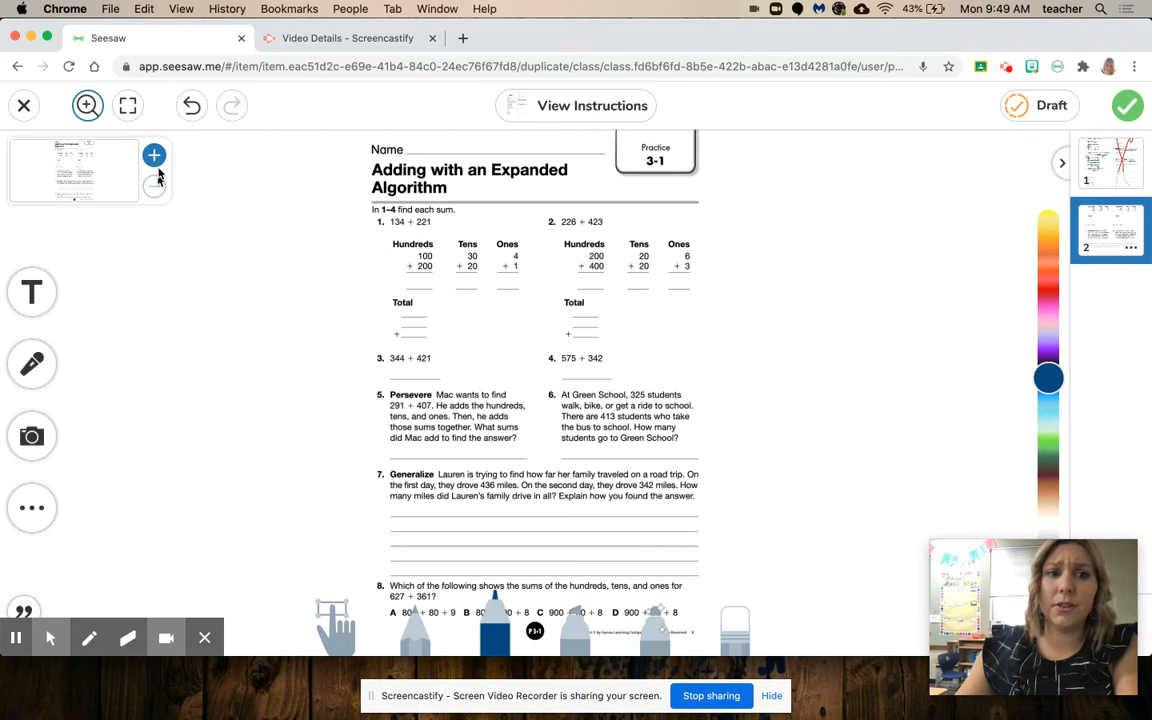 Chrome File Edit View History Bookmarks People Tab Window Help 43% Mon 9:49 AM teacher
Seesaw Video Details - Screencastify
app.seesaw.me/#/item/item.eac51d2c-e69e-41b4-84c0-24ec76f67fd8/duplicate/class/class.fd6bf6fd-8b5e-422b-abac-e13d4281a0fe/user/p...
View Instructions Draft
Name
Practice
3-1
Adding with an Expanded
Algorithm
In 1–4 find each sum.
1. 134 + 221
Hundreds Tens Ones
100 30 4
+ 200 + 20 + 1
Total
+
2. 226 + 423
Hundreds Tens Ones
200 20 6
+ 400 + 20 + 3
Total
+
3. 344 + 421
4. 575 + 342
5. Persevere Mac wants to find
291 + 407. He adds the hundreds,
tens, and ones. Then, he adds
those sums together. What sums
did Mac add to find the answer?
6. At Green School, 325 students
walk, bike, or get a ride to school.
There are 413 students who take
the bus to school. How many
students go to Green School?
7. Generalize Lauren is trying to find how far her family traveled on a road trip. On
the first day, they drove 436 miles. On the second day, they drove 342 miles. How
many miles did Lauren's family drive in all? Explain how you found the answer.
8. Which of the following shows the sums of the hundreds, tens, and ones for
627 + 361?
A + 80 + 9 B + 8 C 900 + 8 D 900 + 8
P 3-1
1
2
T
Screencastify - Screen Video Recorder is sharing your screen. Stop sharing Hide